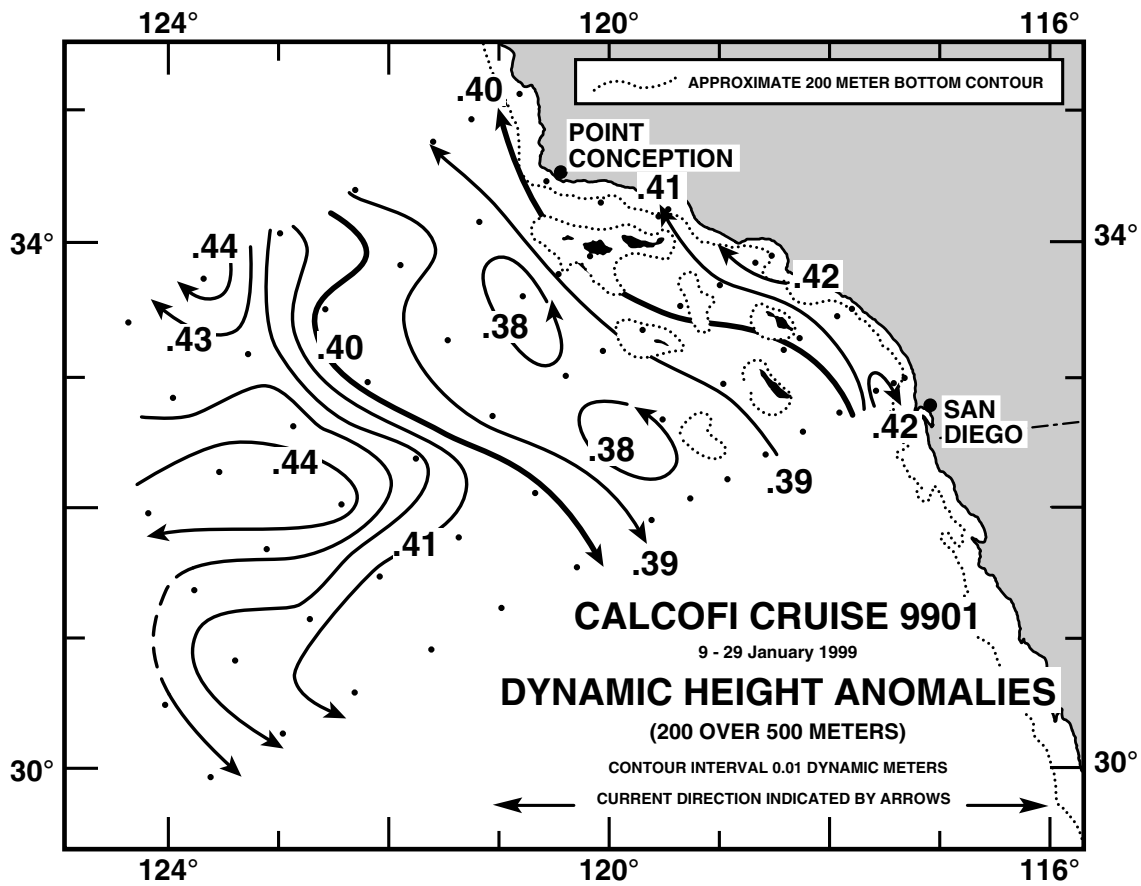 124° 120° 116°
.40
APPROXIMATE 200 METER BOTTOM CONTOUR
POINT
CONCEPTION
.41
34° 34°
.44
.42
.43
.40
.38
.38
.42
SAN
DIEGO
.44
.39
.41
.39
CALCOFI CRUISE 9901
9 - 29 January 1999
DYNAMIC HEIGHT ANOMALIES
(200 OVER 500 METERS)
30° 30°
CONTOUR INTERVAL 0.01 DYNAMIC METERS
CURRENT DIRECTION INDICATED BY ARROWS
124° 120° 116°